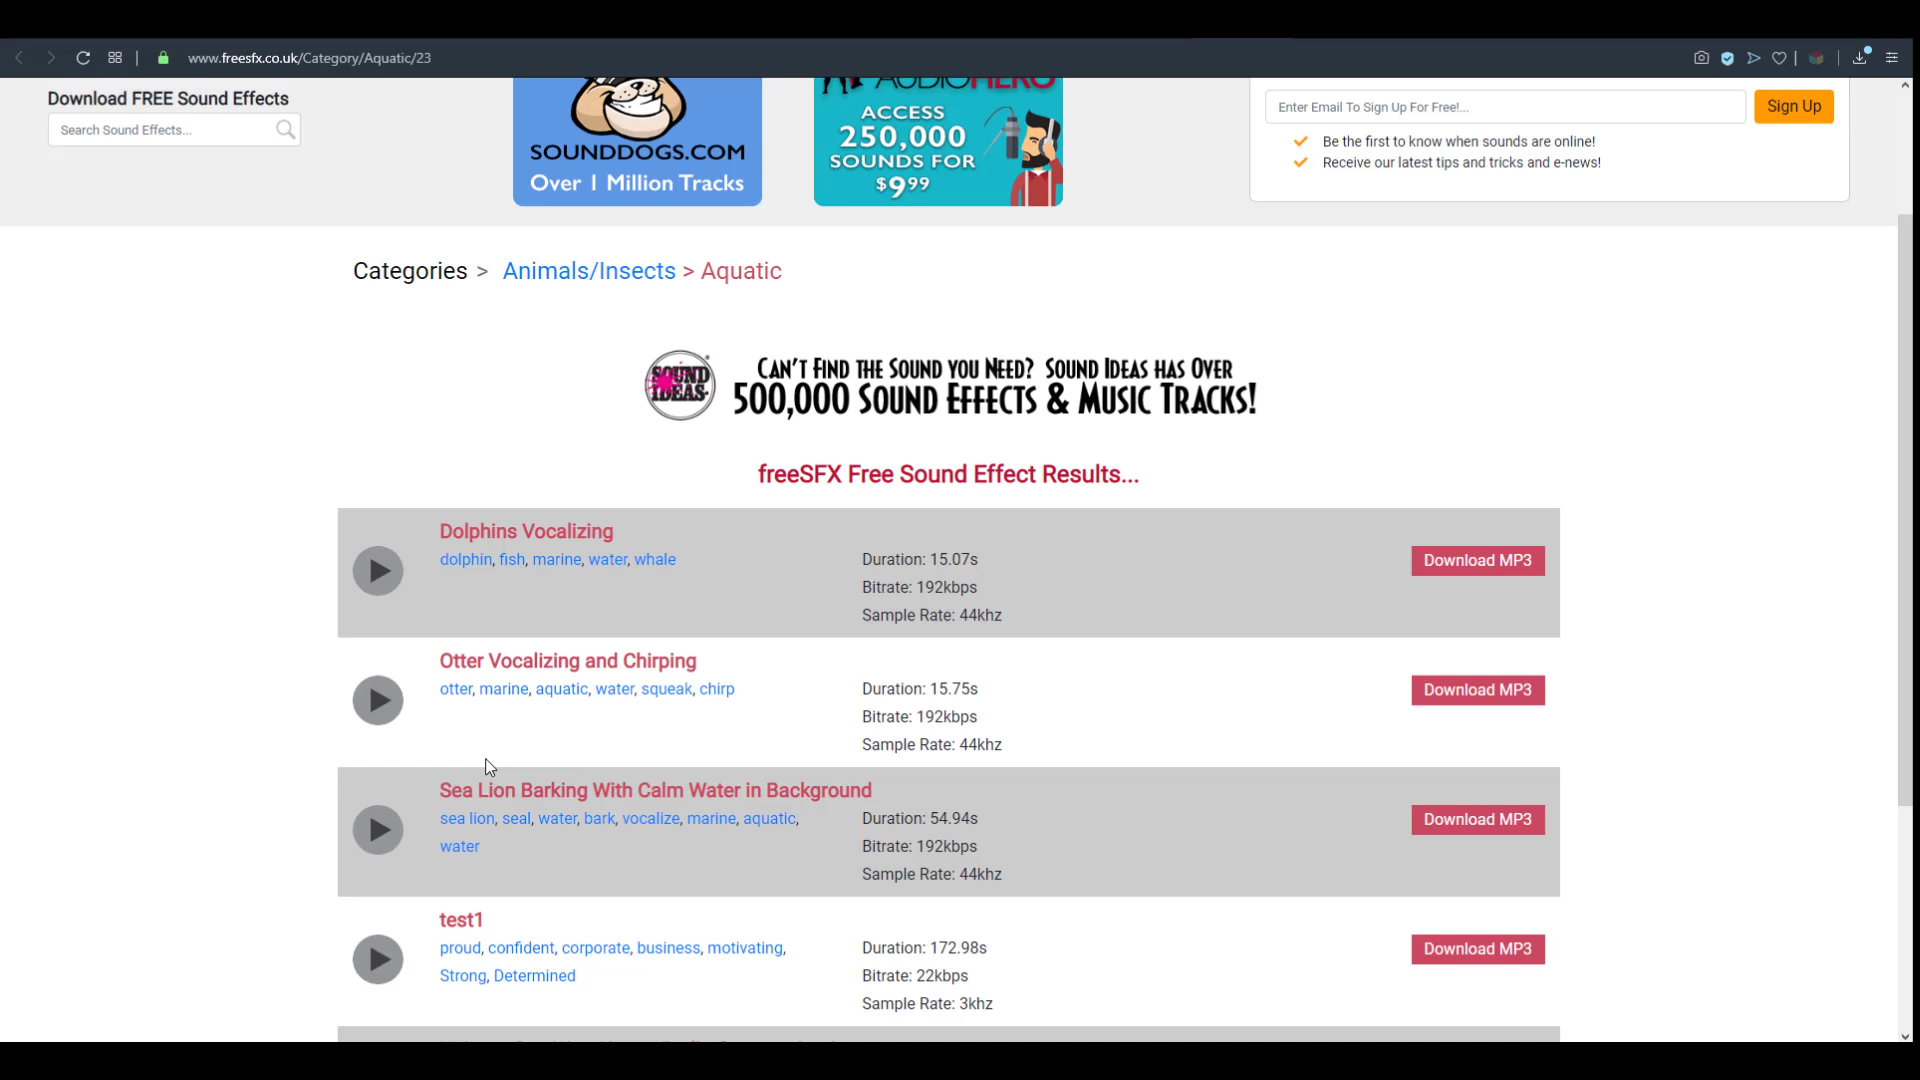 www.freesfx.co.uk/Category/Aquatic/23
Download FREE Sound Effects
Search Sound Effects...
SOUNDDOGS.COM
Over 1 Million Tracks
AUDIOHERO
ACCESS
250,000
SOUNDS FOR
$9.99
Enter Email To Sign Up For Free!...
Sign Up
Be the first to know when sounds are online!
Receive our latest tips and tricks and e-news!
Categories > Animals/Insects > Aquatic
SOUND
IDEAS
CAN'T FIND THE SOUND YOU NEED? SOUND IDEAS HAS OVER
500,000 SOUND EFFECTS & MUSIC TRACKS!
freeSFX Free Sound Effect Results...
Dolphins Vocalizing
dolphin, fish, marine, water, whale
Duration: 15.07s
Bitrate: 192kbps
Sample Rate: 44khz
Download MP3
Otter Vocalizing and Chirping
otter, marine, aquatic, water, squeak, chirp
Duration: 15.75s
Bitrate: 192kbps
Sample Rate: 44khz
Download MP3
Sea Lion Barking With Calm Water in Background
sea lion, seal, water, bark, vocalize, marine, aquatic,
water
Duration: 54.94s
Bitrate: 192kbps
Sample Rate: 44khz
Download MP3
test1
proud, confident, corporate, business, motivating,
Strong, Determined
Duration: 172.98s
Bitrate: 22kbps
Sample Rate: 3khz
Download MP3